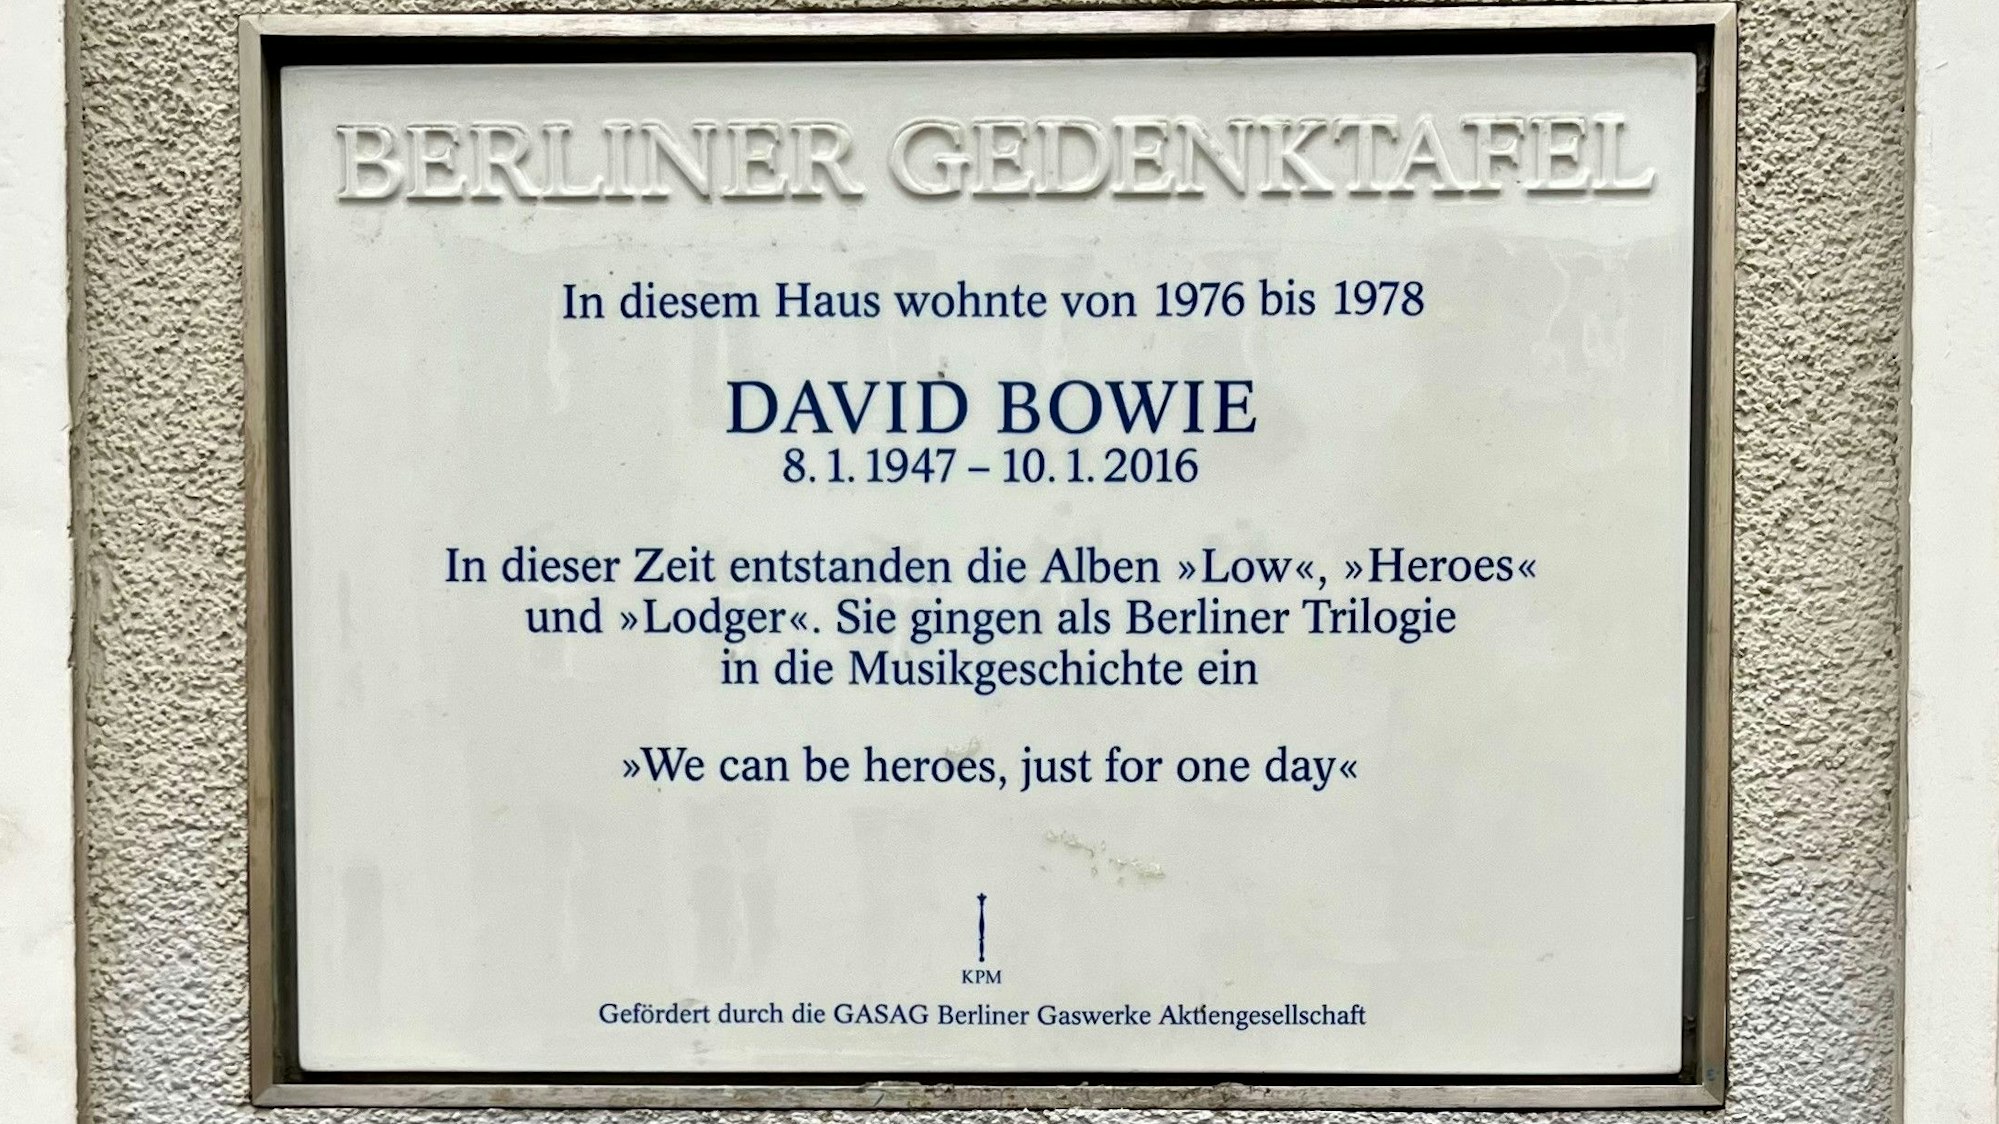 BERLINER GEDENKTAFEL
In diesem Haus wohnte von 1976 bis 1978
DAVID BOWIE
8. 1. 1947 – 10. 1. 2016
In dieser Zeit entstanden die Alben »Low«, »Heroes«
und »Lodger«. Sie gingen als Berliner Trilogie
in die Musikgeschichte ein
»We can be heroes, just for one day«
KPM
Gefördert durch die GASAG Berliner Gaswerke Aktiengesellschaft